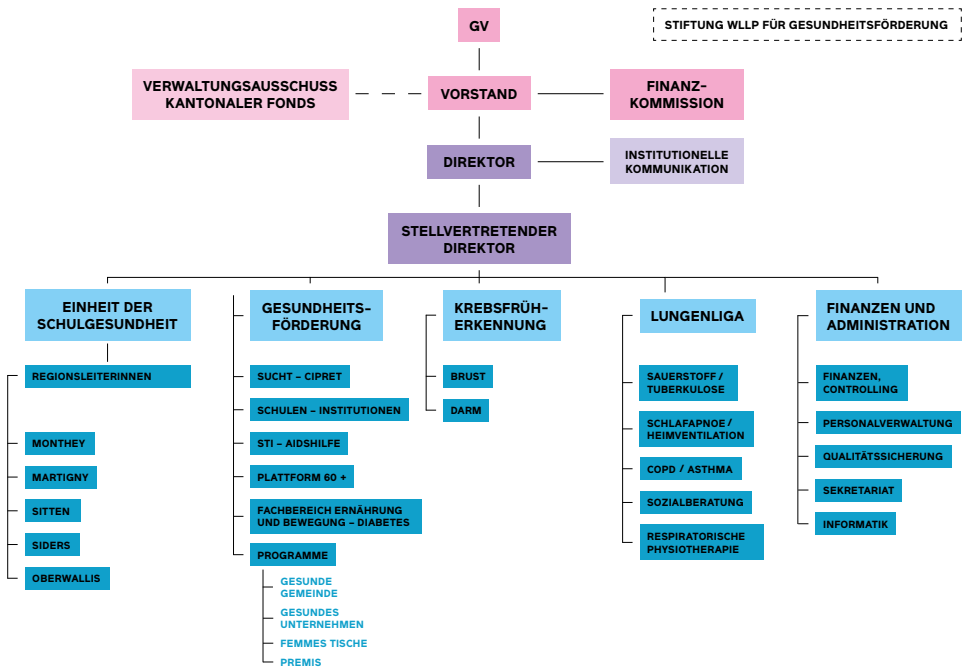 GV
STIFTUNG WLLP FÜR GESUNDHEITSFÖRDERUNG
VERWALTUNGSAUSSCHUSS
KANTONALER FONDS
VORSTAND
FINANZ-
KOMMISSION
DIREKTOR
INSTITUTIONELLE
KOMMUNIKATION
STELLVERTRETENDER
DIREKTOR
EINHEIT DER
SCHULGESUNDHEIT
REGIONSLEITERINNEN
MONTHEY
MARTIGNY
SITTEN
SIDERS
OBERWALLIS
GESUNDHEITS-
FÖRDERUNG
SUCHT – CIPRET
SCHULEN – INSTITUTIONEN
STI – AIDSHILFE
PLATTFORM 60 +
FACHBEREICH ERNÄHRUNG
UND BEWEGUNG – DIABETES
PROGRAMME
GESUNDE
GEMEINDE
GESUNDES
UNTERNEHMEN
FEMMES TISCHE
PREMIS
KREBSFRÜH-
ERKENNUNG
BRUST
DARM
LUNGENLIGA
SAUERSTOFF /
TUBERKULOSE
SCHLAFAPNOE /
HEIMVENTILATION
COPD / ASTHMA
SOZIALBERATUNG
RESPIRATORISCHE
PHYSIOTHERAPIE
FINANZEN UND
ADMINISTRATION
FINANZEN,
CONTROLLING
PERSONALVERWALTUNG
QUALITÄTSSICHERUNG
SEKRETARIAT
INFORMATIK